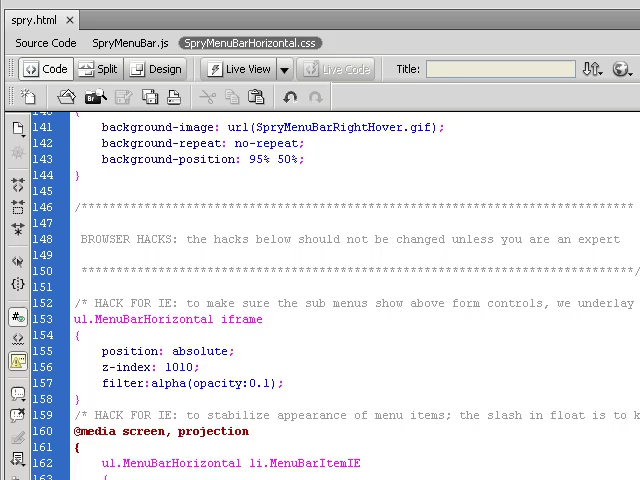 spry.html
Source Code SpryMenuBar.js SpryMenuBarHorizontal.css
Code Split Design Live View Live Code Title:
Br
141 background-image: url(SpryMenuBarRightHover.gif);
142 background-repeat: no-repeat;
143 background-position: 95% 50%;
144 }
145
146 /*******************************************************************************
147
148 BROWSER HACKS: the hacks below should not be changed unless you are an expert
149
150 *******************************************************************************/
151
152 /* HACK FOR IE: to make sure the sub menus show above form controls, we underlay
153 ul.MenuBarHorizontal iframe
154 {
155 position: absolute;
156 z-index: 1010;
157 filter:alpha(opacity:0.1);
158 }
159 /* HACK FOR IE: to stabilize appearance of menu items; the slash in float is to k
160 @media screen, projection
161 {
162 ul.MenuBarHorizontal li.MenuBarItemIE